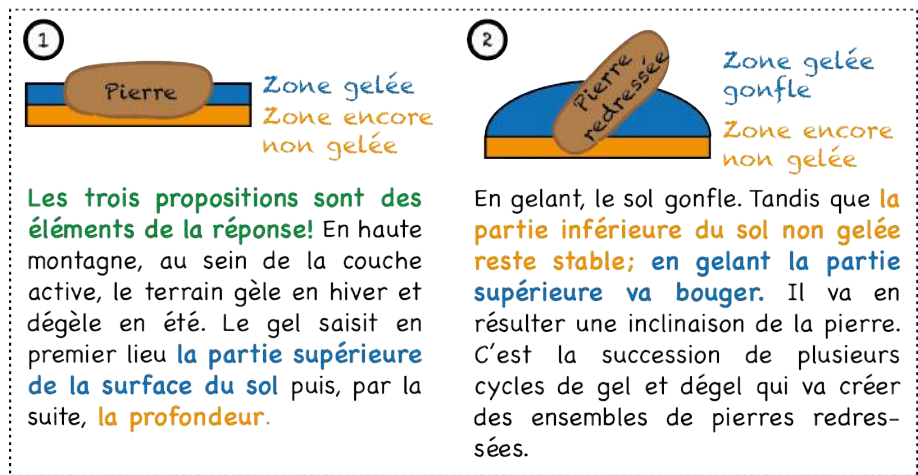 1
Pierre
Zone gelée
Zone encore
non gelée
Les trois propositions sont des
éléments de la réponse! En haute
montagne, au sein de la couche
active, le terrain gèle en hiver et
dégèle en été. Le gel saisit en
premier lieu la partie supérieure
de la surface du sol puis, par la
suite, la profondeur.
2
Pierre
redressée
Zone gelée
gonfle
Zone encore
non gelée
En gelant, le sol gonfle. Tandis que la
partie inférieure du sol non gelée
reste stable; en gelant la partie
supérieure va bouger. Il va en
résulter une inclinaison de la pierre.
C'est la succession de plusieurs
cycles de gel et dégel qui va créer
des ensembles de pierres redres-
sées.